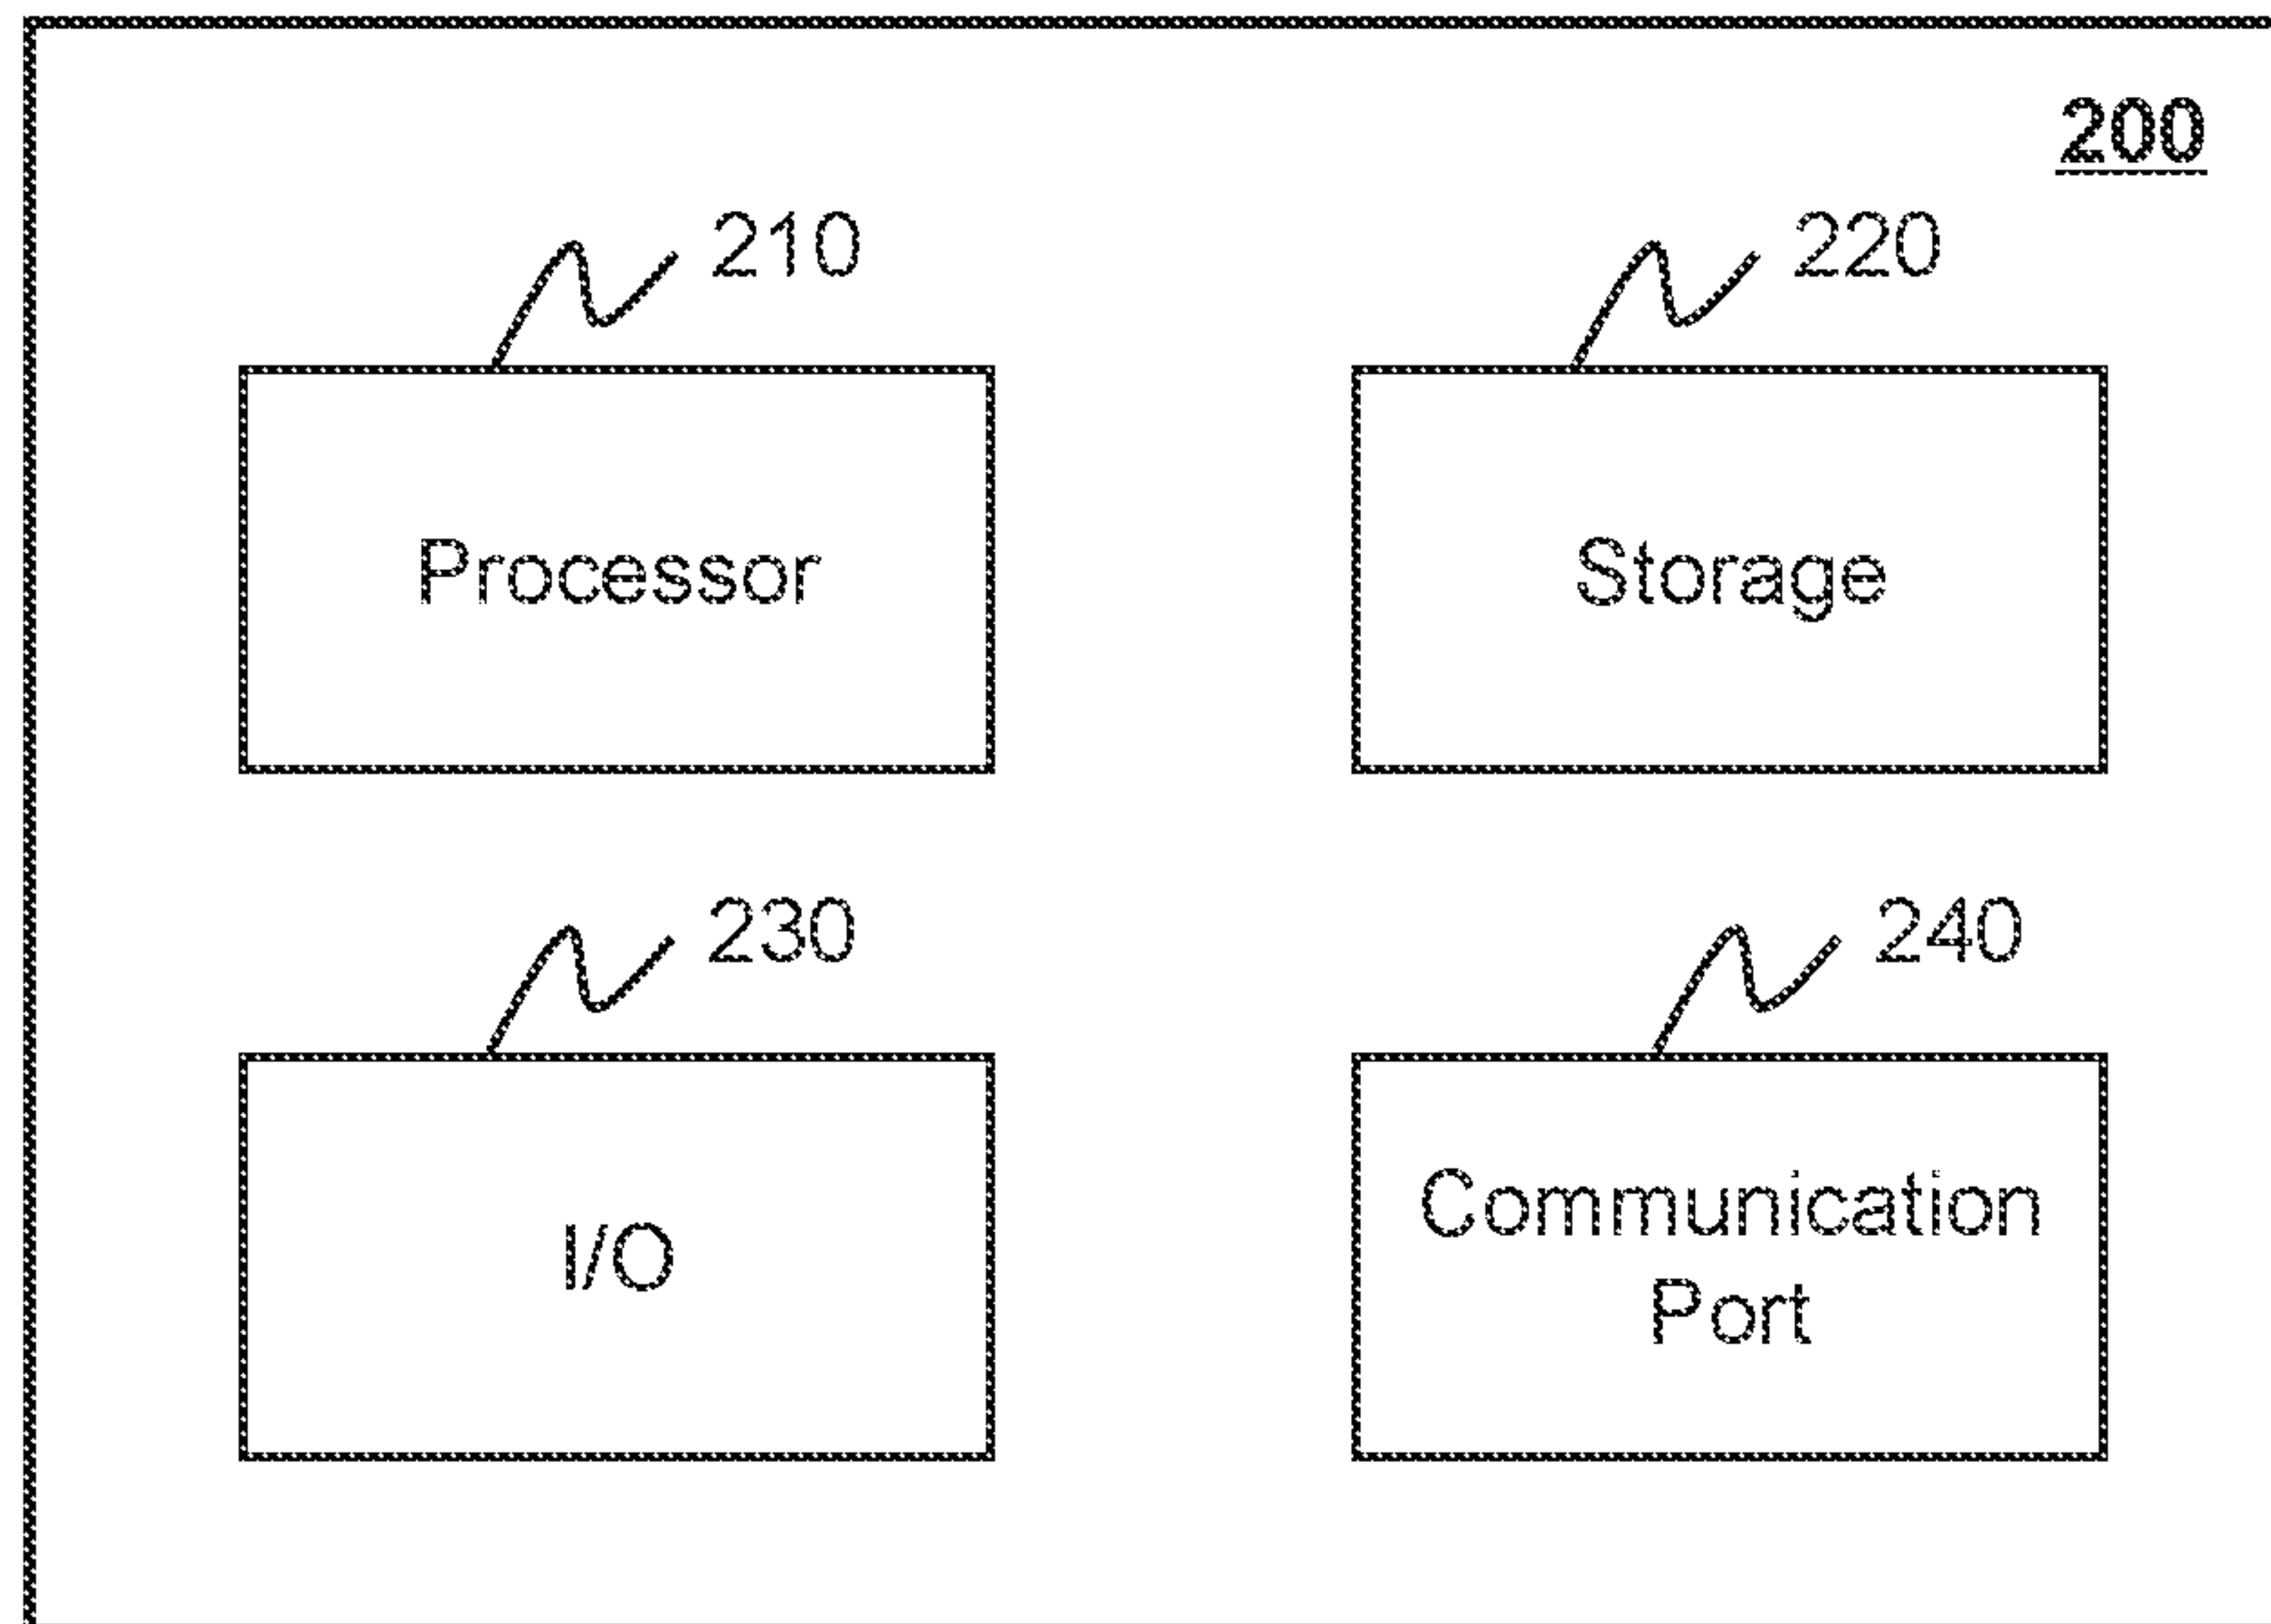 200
210
220
Processor
Storage
230
240
I/O
Communication
Port